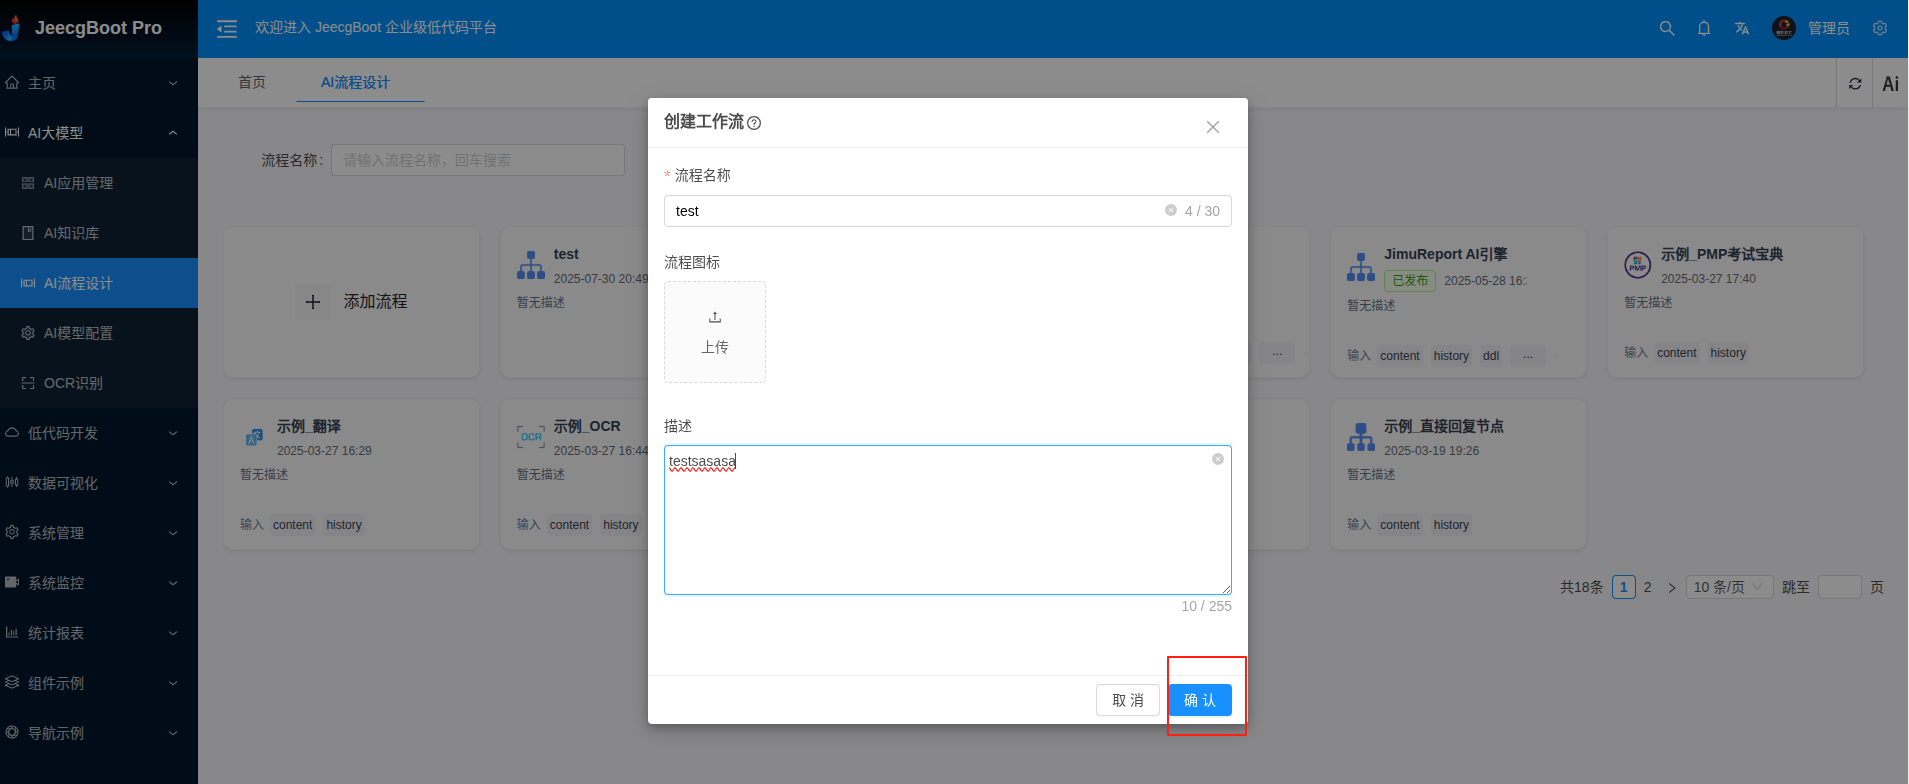 JeecgBoot Pro
欢迎进入 JeecgBoot 企业级低代码平台
管理员
主页
AI大模型
AI应用管理
AI知识库
AI流程设计
AI模型配置
OCR识别
低代码开发
数据可视化
系统管理
系统监控
统计报表
组件示例
导航示例
首页
AI流程设计
Ai
流程名称:
请输入流程名称，回车搜索
添加流程
test
2025-07-30 20:49
暂无描述
...
JimuReport AI引擎
已发布
2025-05-28 16:
暂无描述
输入 content history ddl ...
示例_PMP考试宝典
PMP
2025-03-27 17:40
暂无描述
输入 content history
示例_翻译
A
2025-03-27 16:29
暂无描述
输入 content history
示例_OCR
OCR
2025-03-27 16:44
暂无描述
输入 content history
示例_直接回复节点
2025-03-19 19:26
暂无描述
输入 content history
共18条 1 2 10 条/页 跳至 页
创建工作流
* 流程名称
test
4 / 30
流程图标
上传
描述
testsasasa
10 / 255
取 消
确 认